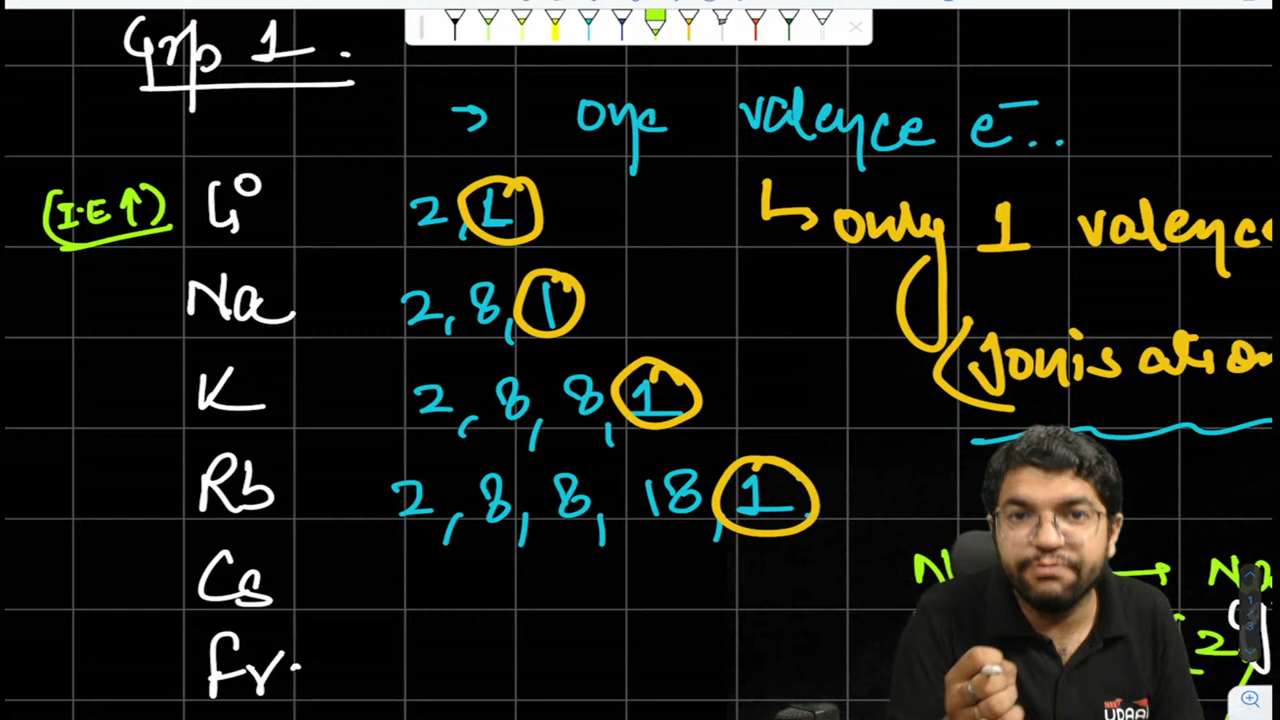 Grp 1.
→ one valence e⁻..
(I.E↑) Li 2, 1
↳ only 1 valence
Na 2, 8, 1
Ionisation
K 2, 8, 8, 1
Rb 2, 8, 8, 18, 1
Cs
Fr